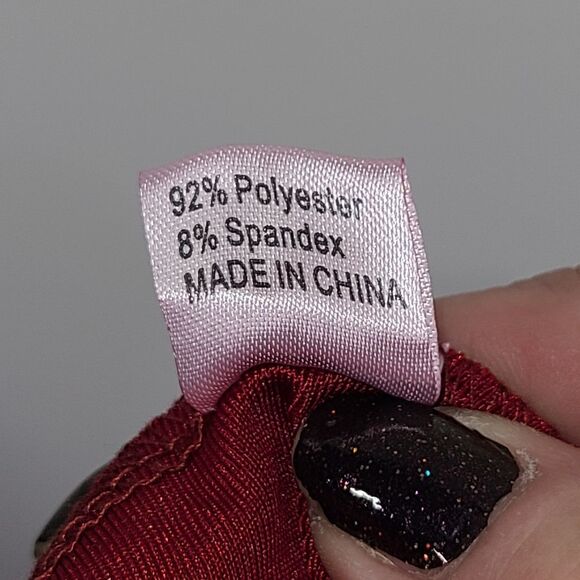 92% Polyester
8% Spandex
MADE IN CHINA